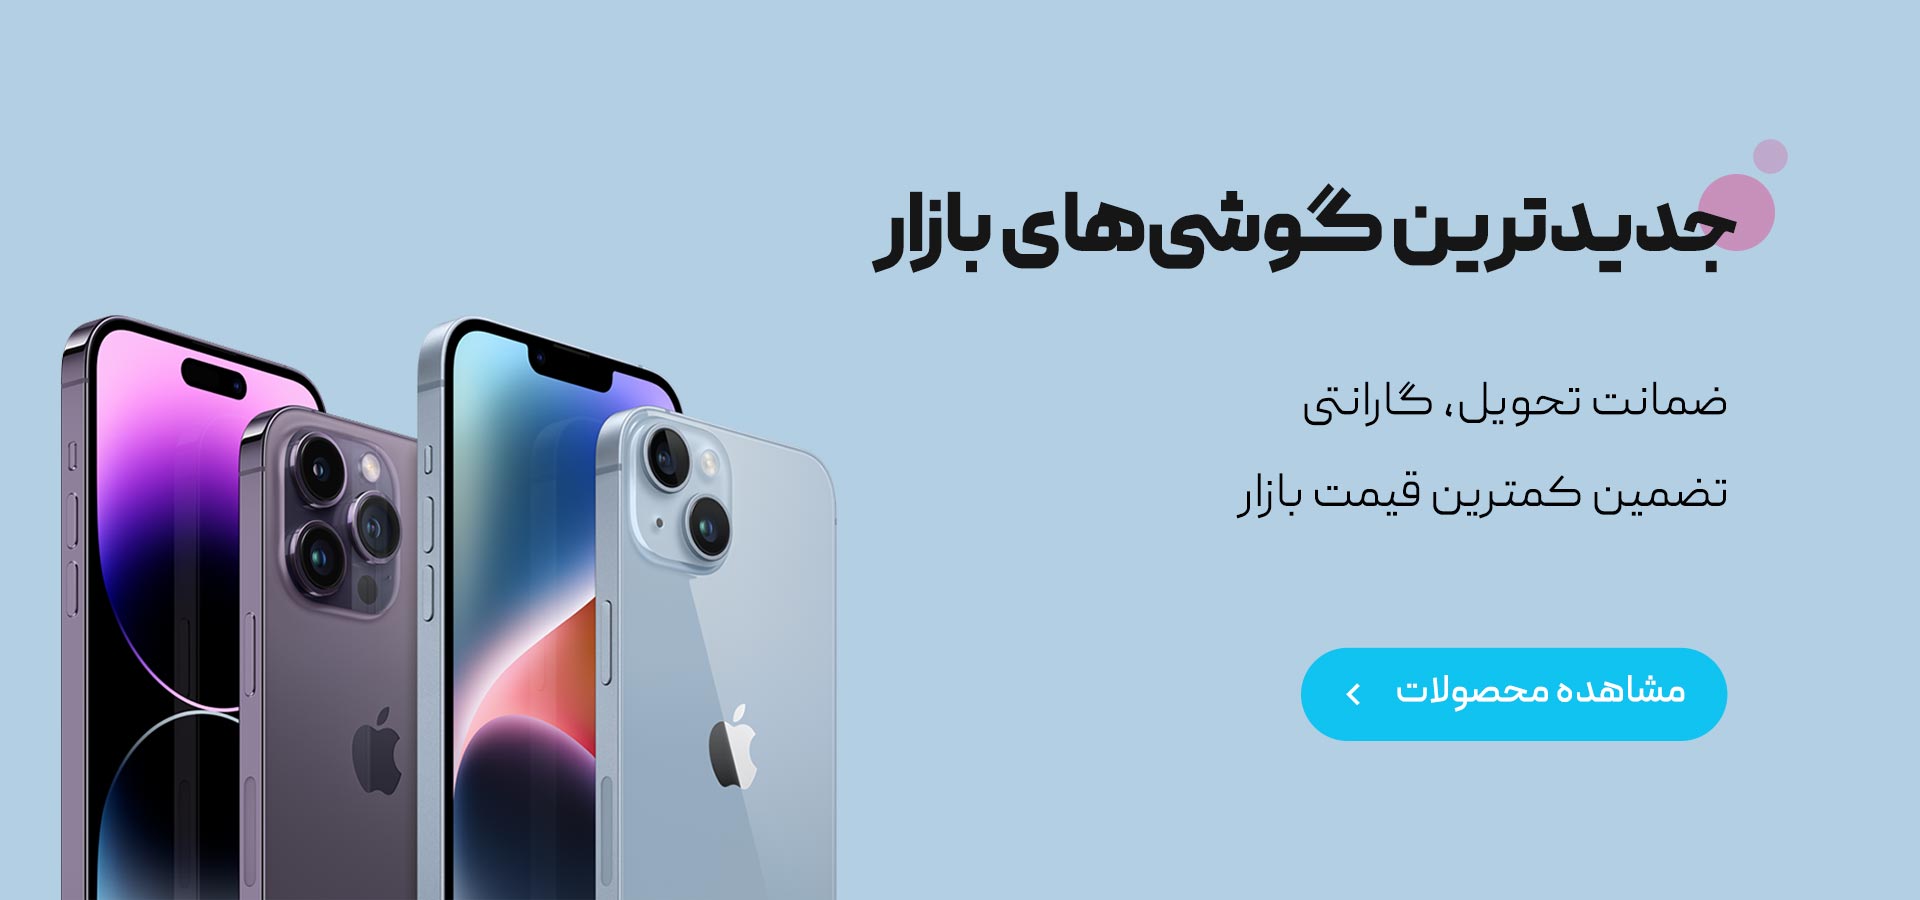 جدیدترین گوشی‌های بازار
ضمانت تحویل، گارانتی
تضمین کمترین قیمت بازار
مشاهده محصولات